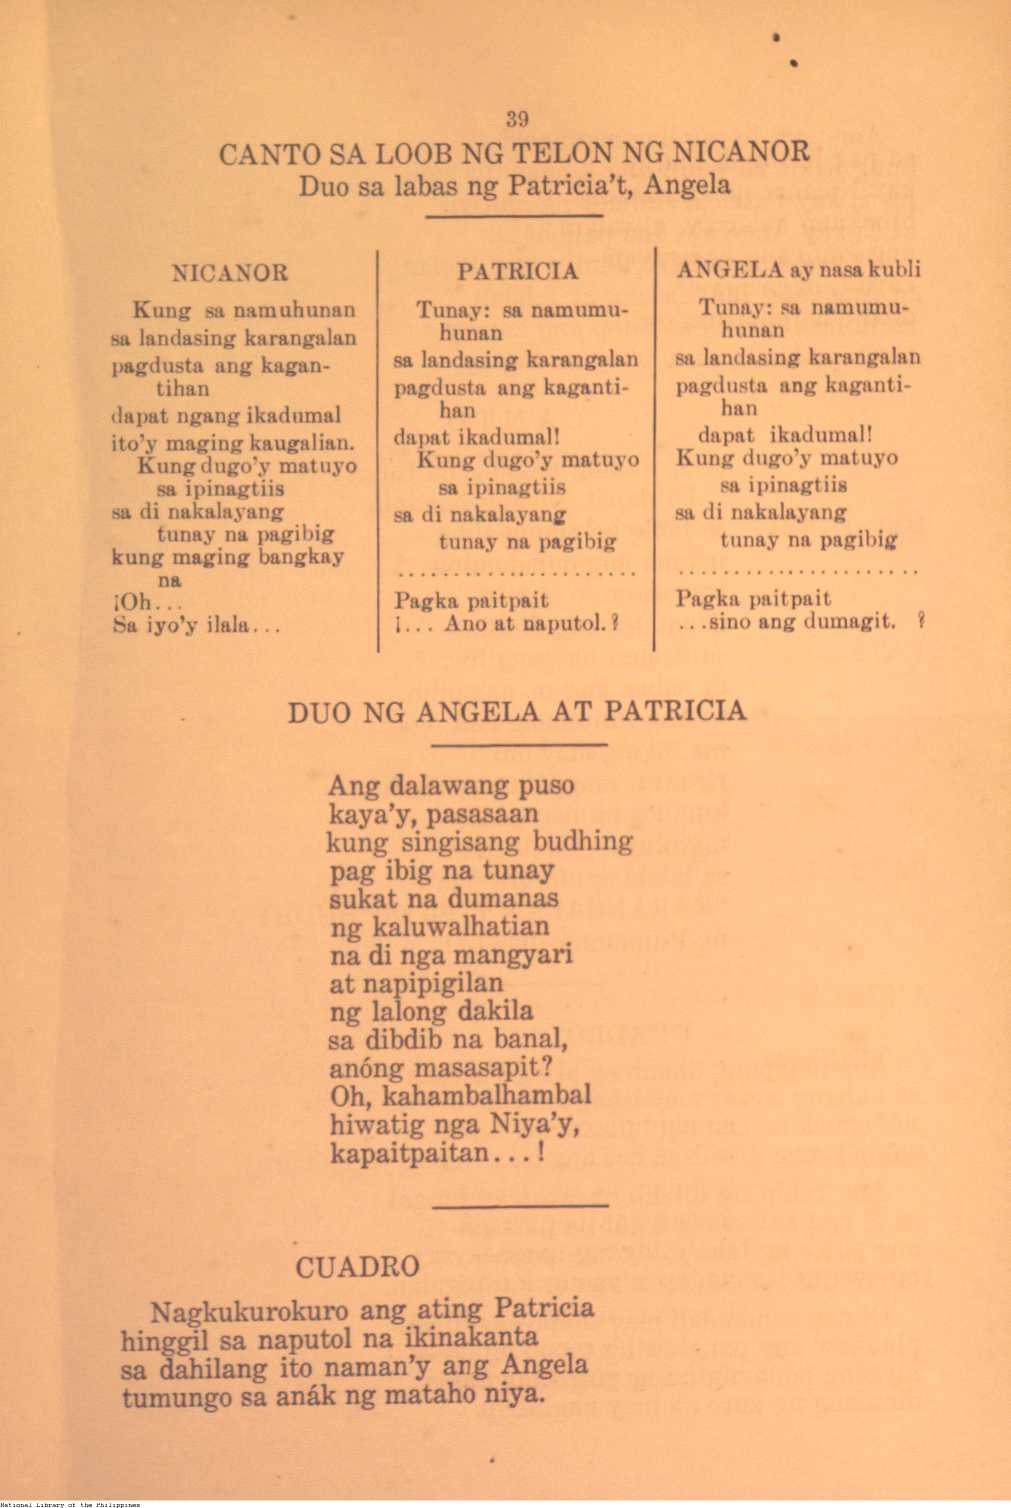 39
CANTO SA LOOB NG TELON NG NICANOR
Duo sa labas ng Patricia't, Angela
NICANOR
Kung sa namuhunan
sa landasing karangalan
pagdusta ang kagan-
tihan
dapat ngang ikadumal
ito'y maging kaugalian.
Kung dugo'y matuyo
sa ipinagtiis
sa di nakalayang
tunay na pagibig
kung maging bangkay
na
¡Oh...
Sa iyo'y ilala...
PATRICIA
Tunay: sa namumu-
hunan
sa landasing karangalan
pagdusta ang kaganti-
han
dapat ikadumal!
Kung dugo'y matuyo
sa ipinagtiis
sa di nakalayang
tunay na pagibig
......................
Pagka paitpait
¡... Ano at naputol.?
ANGELA ay nasa kubli
Tunay: sa namumu-
hunan
sa landasing karangalan
pagdusta ang kaganti-
han
dapat ikadumal!
Kung dugo'y matuyo
sa ipinagtiis
sa di nakalayang
tunay na pagibig
......................
Pagka paitpait
...sino ang dumagit. ?
DUO NG ANGELA AT PATRICIA
Ang dalawang puso
kaya'y, pasasaan
kung singisang budhing
pag ibig na tunay
sukat na dumanas
ng kaluwalhatian
na di nga mangyari
at napipigilan
ng lalong dakila
sa dibdib na banal,
anóng masasapit?
Oh, kahambalhambal
hiwatig nga Niya'y,
kapaitpaitan...!
CUADRO
Nagkukurokuro ang ating Patricia
hinggil sa naputol na ikinakanta
sa dahilang ito naman'y ang Angela
tumungo sa anák ng mataho niya.
National Library of the Philippines